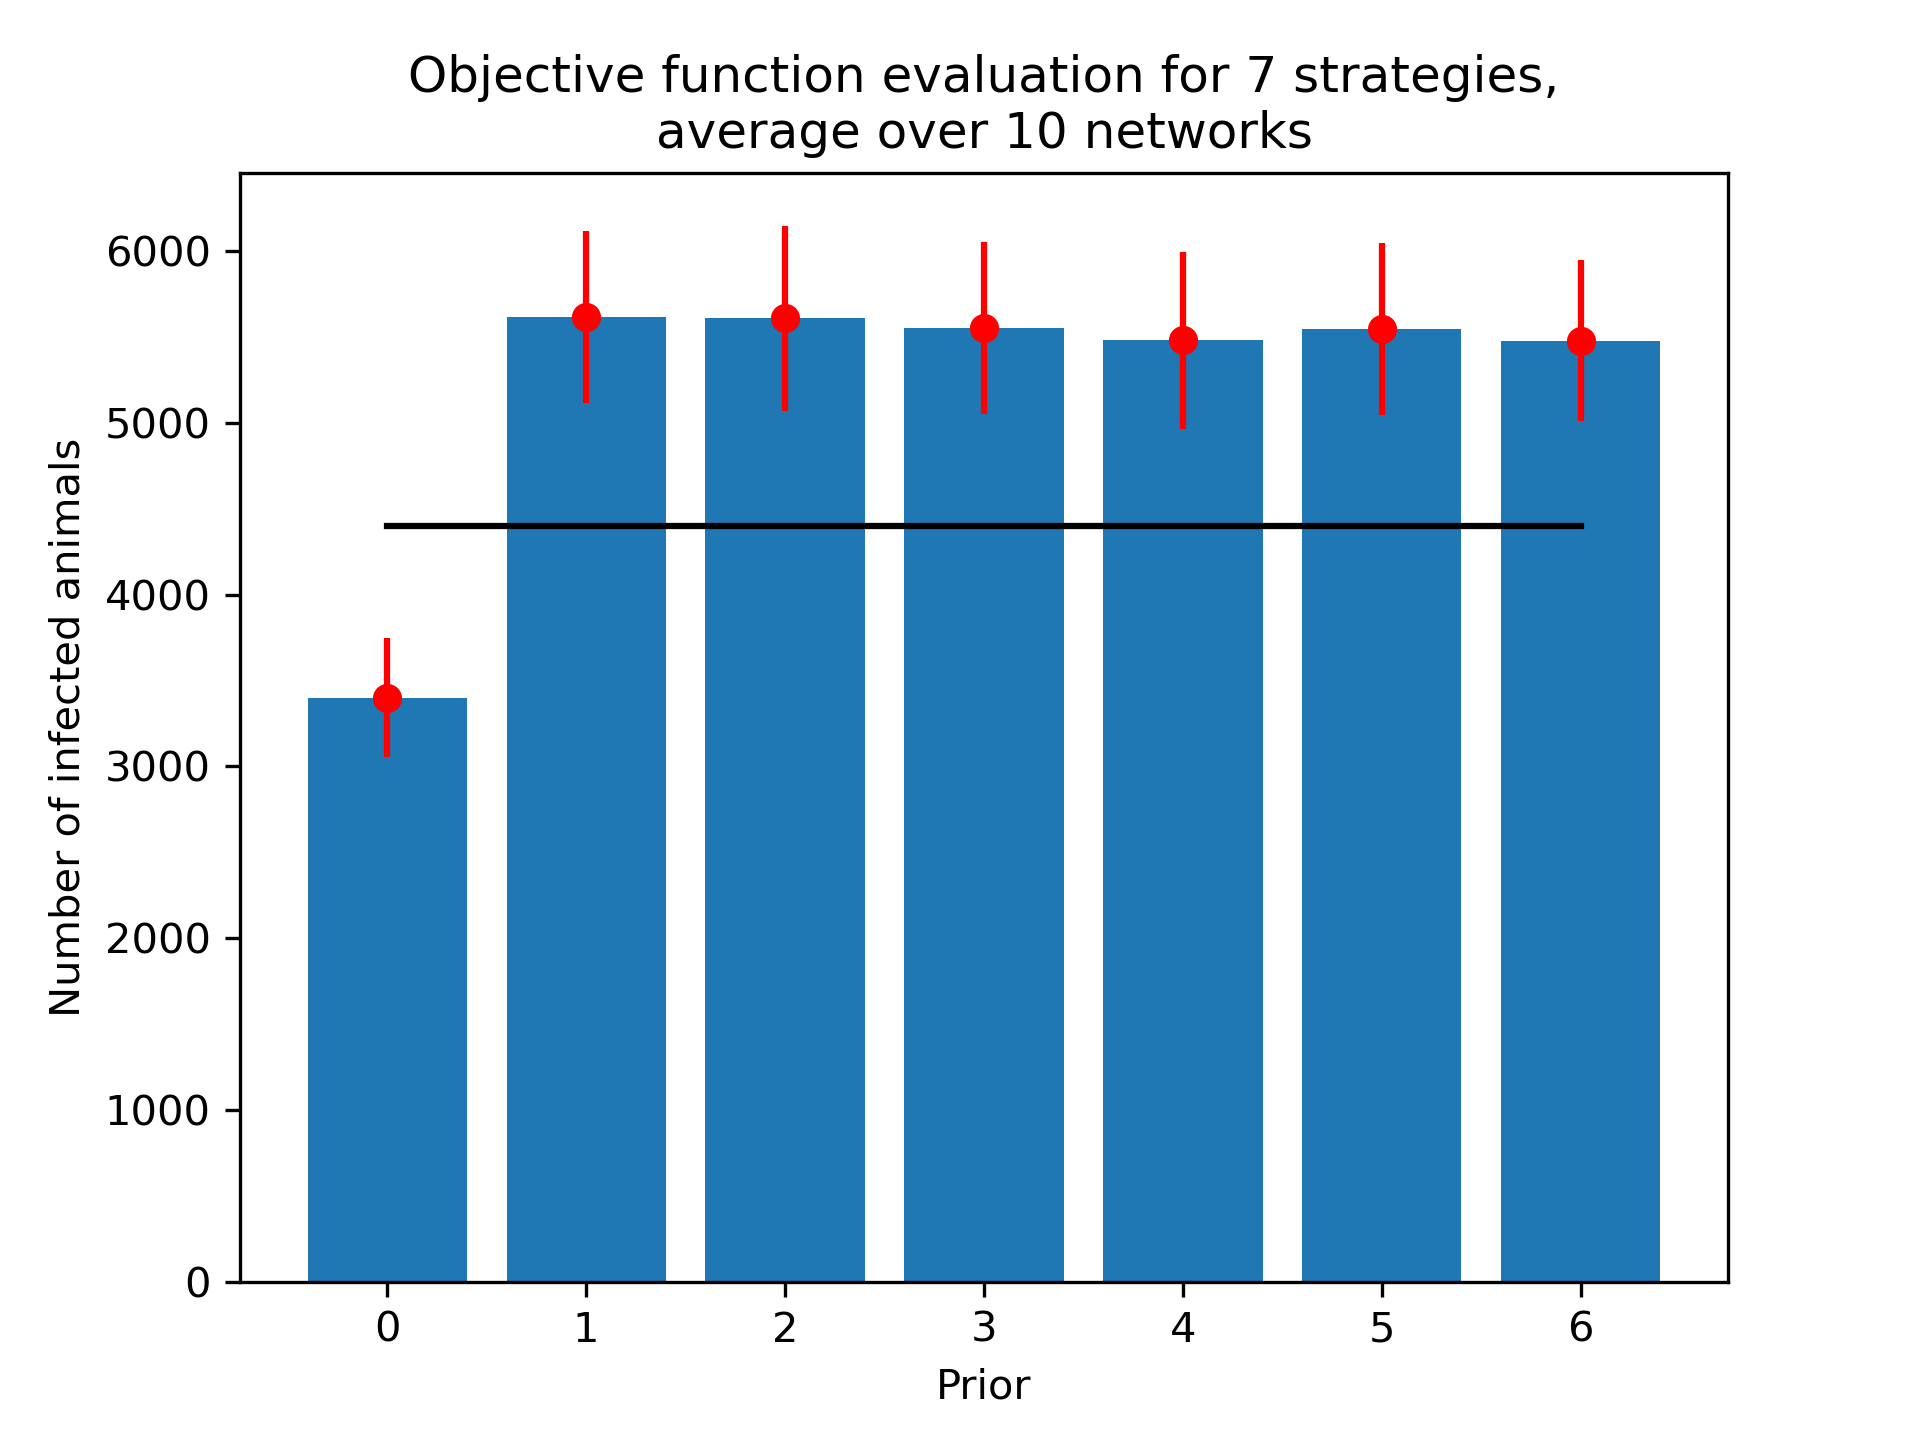 Objective function evaluation for 7 strategies,
average over 10 networks
Number of infected animals
6000
5000
4000
3000
2000
1000
0
0 1 2 3 4 5 6
Prior